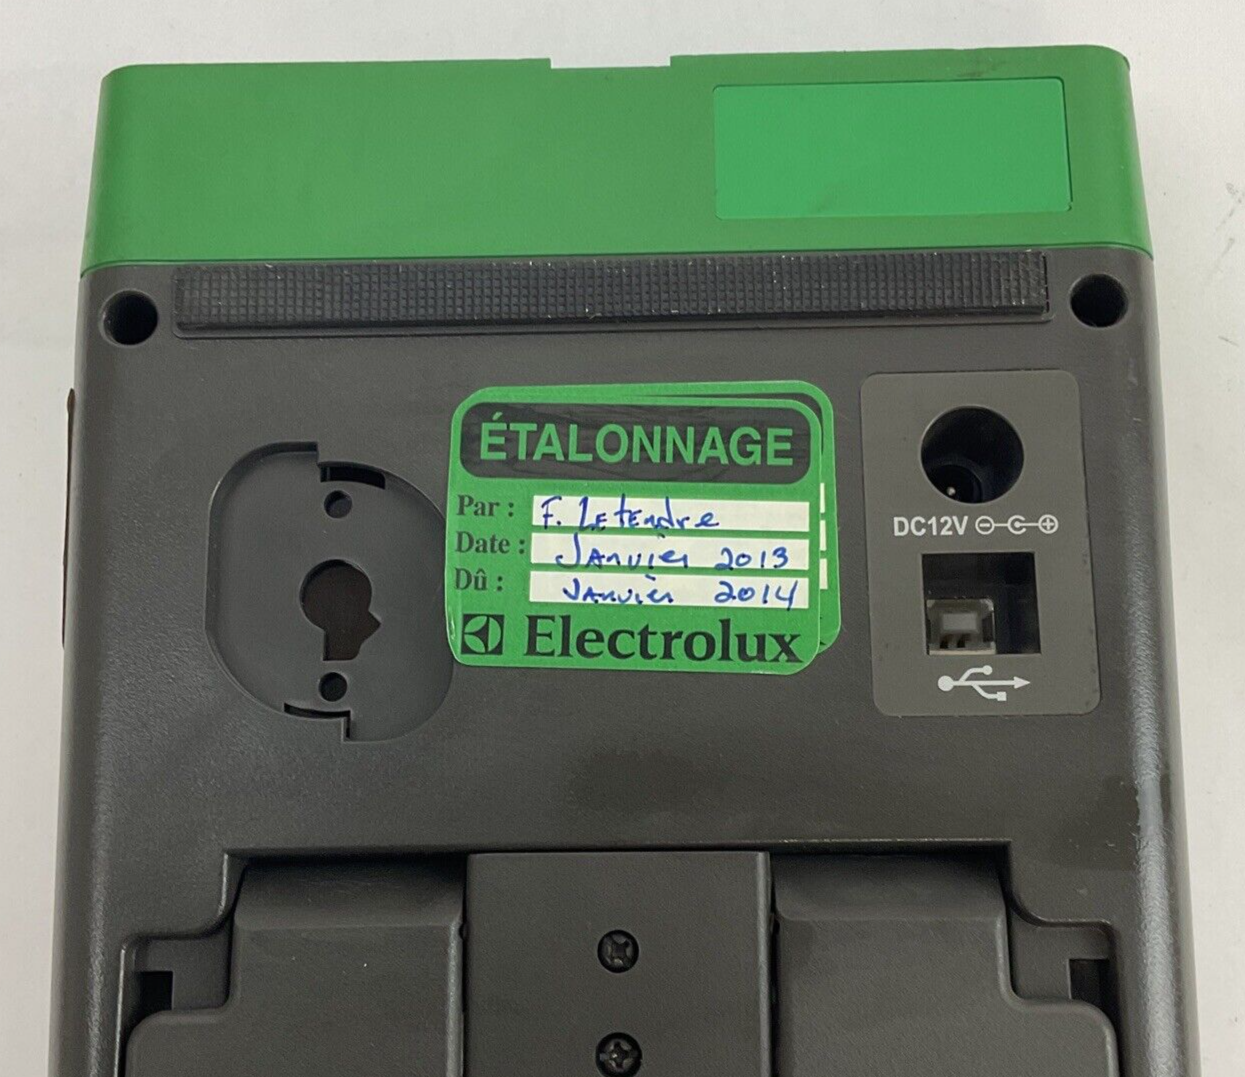 ÉTALONNAGE
Par : F. Letendre
Date : Janvier 2013
Dû : Janvier 2014
Electrolux
DC12V